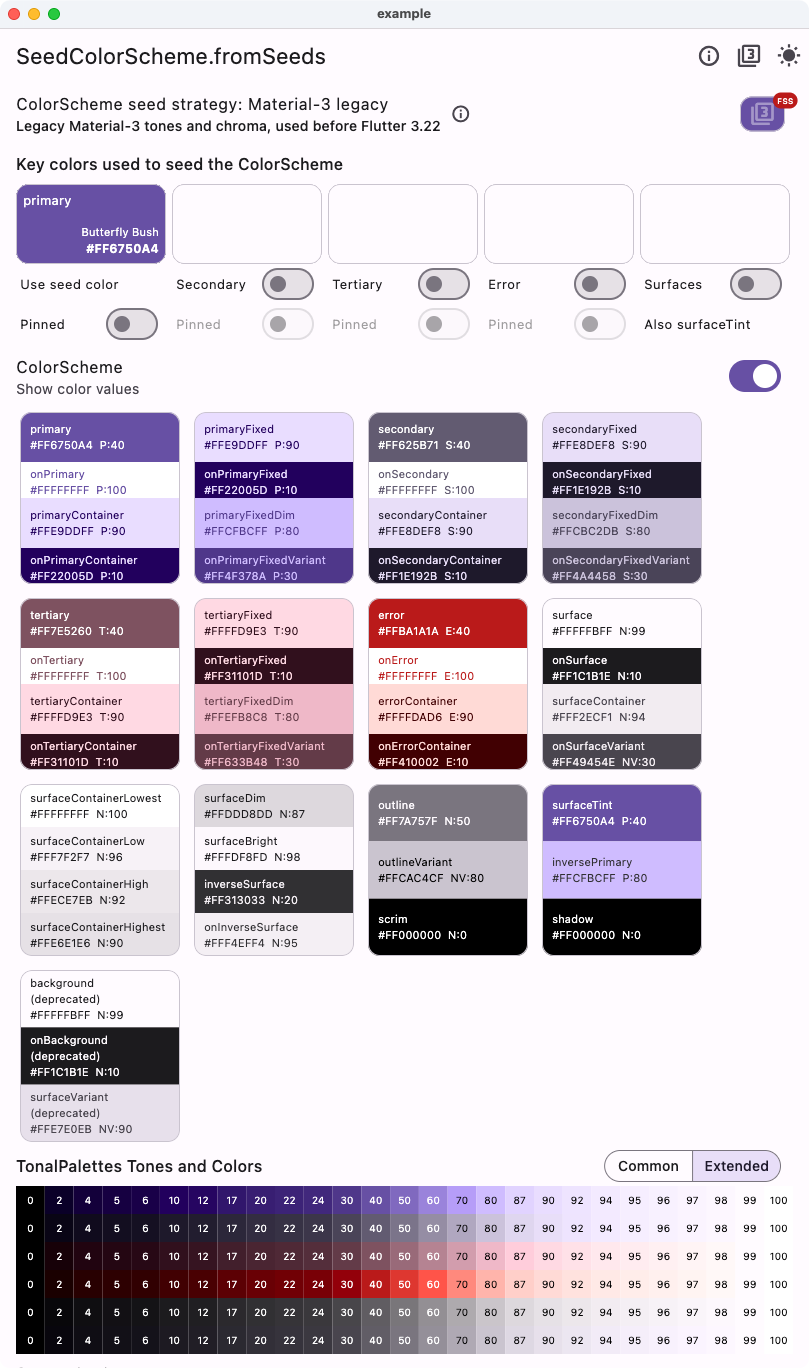 example
SeedColorScheme.fromSeeds
3
ColorScheme seed strategy: Material-3 legacy
Legacy Material-3 tones and chroma, used before Flutter 3.22
FSS
3
Key colors used to seed the ColorScheme
primary
Butterfly Bush
#FF6750A4
Use seed color
Secondary
Tertiary
Error
Surfaces
Pinned
Pinned
Pinned
Pinned
Also surfaceTint
ColorScheme
Show color values
primary
#FF6750A4 P:40
onPrimary
#FFFFFFFF P:100
primaryContainer
#FFE9DDFF P:90
onPrimaryContainer
#FF22005D P:10
primaryFixed
#FFE9DDFF P:90
onPrimaryFixed
#FF22005D P:10
primaryFixedDim
#FFCFBCFF P:80
onPrimaryFixedVariant
#FF4F378A P:30
secondary
#FF625B71 S:40
onSecondary
#FFFFFFFF S:100
secondaryContainer
#FFE8DEF8 S:90
onSecondaryContainer
#FF1E192B S:10
secondaryFixed
#FFE8DEF8 S:90
onSecondaryFixed
#FF1E192B S:10
secondaryFixedDim
#FFCBC2DB S:80
onSecondaryFixedVariant
#FF4A4458 S:30
tertiary
#FF7E5260 T:40
onTertiary
#FFFFFFFF T:100
tertiaryContainer
#FFFFD9E3 T:90
onTertiaryContainer
#FF31101D T:10
tertiaryFixed
#FFFFD9E3 T:90
onTertiaryFixed
#FF31101D T:10
tertiaryFixedDim
#FFEFB8C8 T:80
onTertiaryFixedVariant
#FF633B48 T:30
error
#FFBA1A1A E:40
onError
#FFFFFFFF E:100
errorContainer
#FFFFDAD6 E:90
onErrorContainer
#FF410002 E:10
surface
#FFFFFBFF N:99
onSurface
#FF1C1B1E N:10
surfaceContainer
#FFF2ECF1 N:94
onSurfaceVariant
#FF49454E NV:30
surfaceContainerLowest
#FFFFFFFF N:100
surfaceContainerLow
#FFF7F2F7 N:96
surfaceContainerHigh
#FFECE7EB N:92
surfaceContainerHighest
#FFE6E1E6 N:90
surfaceDim
#FFDDD8DD N:87
surfaceBright
#FFFDF8FD N:98
inverseSurface
#FF313033 N:20
onInverseSurface
#FFF4EFF4 N:95
outline
#FF7A757F N:50
outlineVariant
#FFCAC4CF NV:80
scrim
#FF000000 N:0
surfaceTint
#FF6750A4 P:40
inversePrimary
#FFCFBCFF P:80
shadow
#FF000000 N:0
background
(deprecated)
#FFFFFBFF N:99
onBackground
(deprecated)
#FF1C1B1E N:10
surfaceVariant
(deprecated)
#FFE7E0EB NV:90
TonalPalettes Tones and Colors
Common
Extended
0 2 4 5 6 10 12 17 20 22 24 30 40 50 60 70 80 87 90 92 94 95 96 97 98 99 100
0 2 4 5 6 10 12 17 20 22 24 30 40 50 60 70 80 87 90 92 94 95 96 97 98 99 100
0 2 4 5 6 10 12 17 20 22 24 30 40 50 60 70 80 87 90 92 94 95 96 97 98 99 100
0 2 4 5 6 10 12 17 20 22 24 30 40 50 60 70 80 87 90 92 94 95 96 97 98 99 100
0 2 4 5 6 10 12 17 20 22 24 30 40 50 60 70 80 87 90 92 94 95 96 97 98 99 100
0 2 4 5 6 10 12 17 20 22 24 30 40 50 60 70 80 87 90 92 94 95 96 97 98 99 100